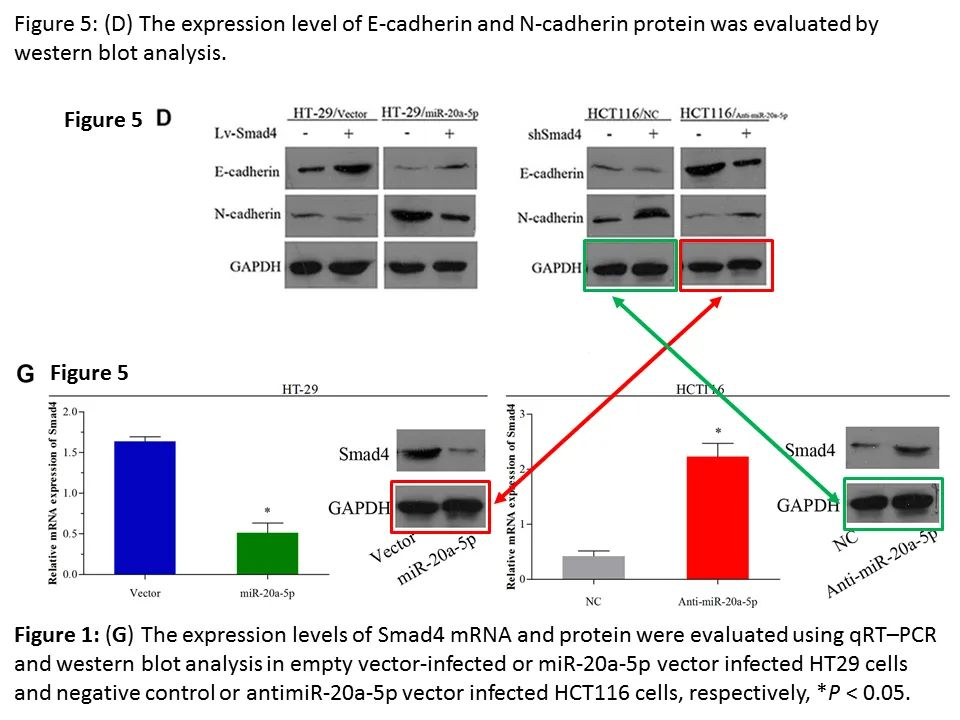 Figure 5: (D) The expression level of E-cadherin and N-cadherin protein was evaluated by
western blot analysis.
Figure 5 D
HT-29/Vector HT-29/miR-20a-5p
Lv-Smad4 - + - +
E-cadherin
N-cadherin
GAPDH
HCT116/NC HCT116/Anti-miR-20a-5p
shSmad4 - + - +
E-cadherin
N-cadherin
GAPDH
G Figure 5
HT-29
Relative mRNA expression of Smad4
2.0
1.5
1.0
0.5
0.0
*
Vector miR-20a-5p
Smad4
GAPDH
Vector
miR-20a-5p
HCT116
Relative mRNA expression of Smad4
3
2
1
0
*
NC Anti-miR-20a-5p
Smad4
GAPDH
NC
Anti-miR-20a-5p
Figure 1: (G) The expression levels of Smad4 mRNA and protein were evaluated using qRT–PCR
and western blot analysis in empty vector-infected or miR-20a-5p vector infected HT29 cells
and negative control or antimiR-20a-5p vector infected HCT116 cells, respectively, *P < 0.05.